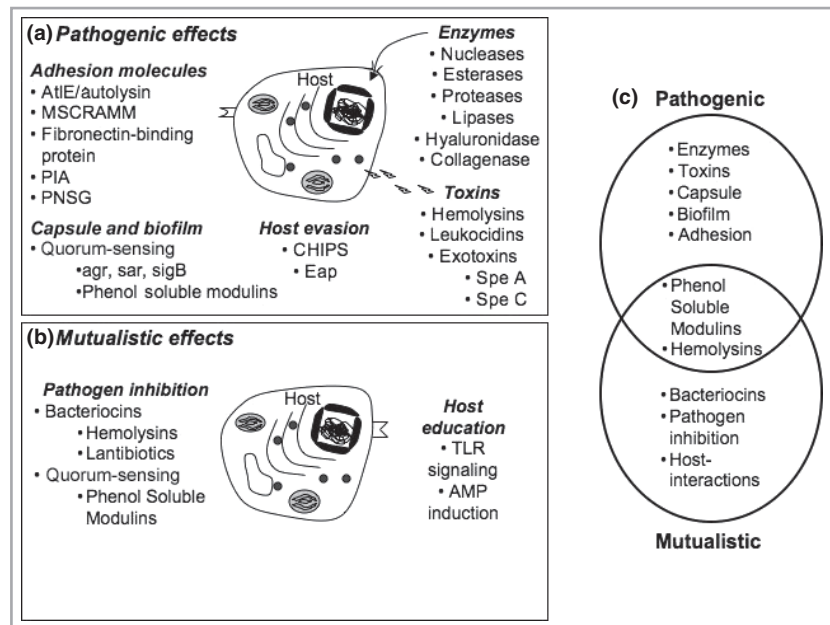 (a) Pathogenic effects
Adhesion molecules
• AtlE/autolysin
• MSCRAMM
• Fibronectin-binding
protein
• PIA
• PNSG
Capsule and biofilm
• Quorum-sensing
•agr, sar, sigB
•Phenol soluble modulins
Host
Host evasion
• CHIPS
• Eap
Enzymes
• Nucleases
• Esterases
• Proteases
• Lipases
• Hyaluronidase
• Collagenase
Toxins
• Hemolysins
• Leukocidins
• Exotoxins
• Spe A
• Spe C
(b) Mutualistic effects
Pathogen inhibition
• Bacteriocins
• Hemolysins
• Lantibiotics
• Quorum-sensing
• Phenol Soluble
Modulins
Host
Host
education
• TLR
signaling
• AMP
induction
(c)
Pathogenic
• Enzymes
• Toxins
• Capsule
• Biofilm
• Adhesion
• Phenol
Soluble
Modulins
• Hemolysins
• Bacteriocins
• Pathogen
inhibition
• Host-
interactions
Mutualistic